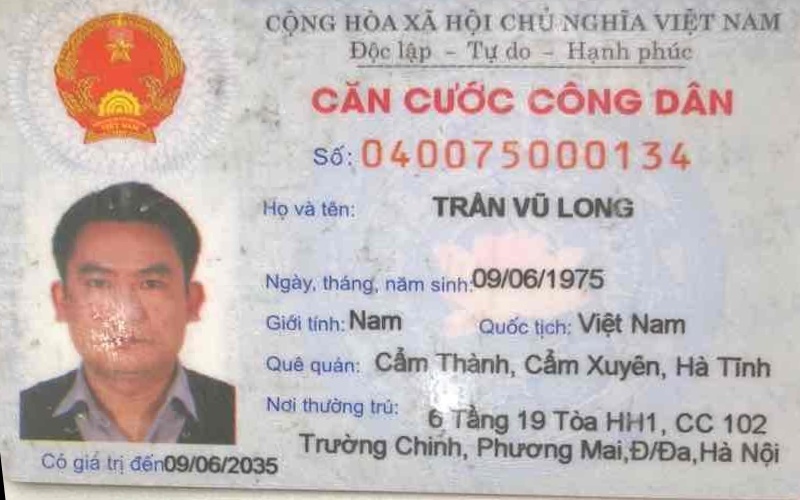 CỘNG HÒA XÃ HỘI CHỦ NGHĨA VIỆT NAM
Độc lập - Tự do - Hạnh phúc
CĂN CƯỚC CÔNG DÂN
Số: 040075000134
Họ và tên: TRẦN VŨ LONG
Ngày, tháng, năm sinh: 09/06/1975
Giới tính: Nam Quốc tịch: Việt Nam
Quê quán: Cẩm Thành, Cẩm Xuyên, Hà Tĩnh
Nơi thường trú: 6 Tầng 19 Tòa HH1, CC 102
Trường Chinh, Phương Mai,Đ/Đa,Hà Nội
Có giá trị đến 09/06/2035